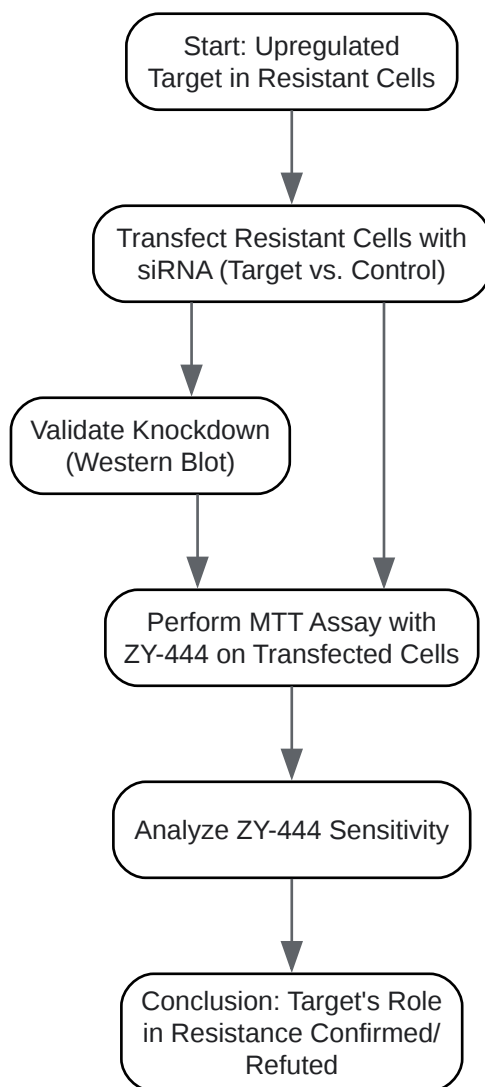 Start: Upregulated
Target in Resistant Cells
Transfect Resistant Cells with
siRNA (Target vs. Control)
Validate Knockdown
(Western Blot)
Perform MTT Assay with
ZY-444 on Transfected Cells
Analyze ZY-444 Sensitivity
Conclusion: Target's Role
in Resistance Confirmed/
Refuted